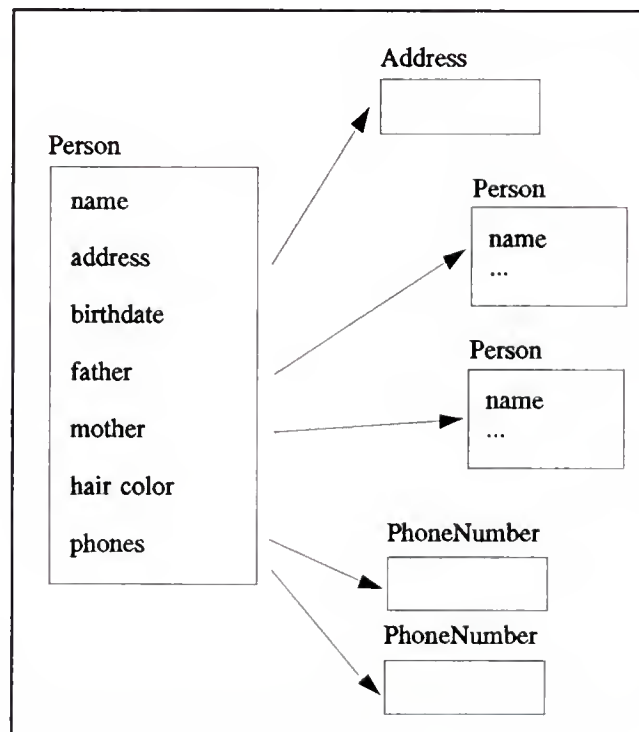 Address
Person
name
address
birthdate
father
mother
hair color
phones
Person
name
...
Person
name
...
PhoneNumber
PhoneNumber